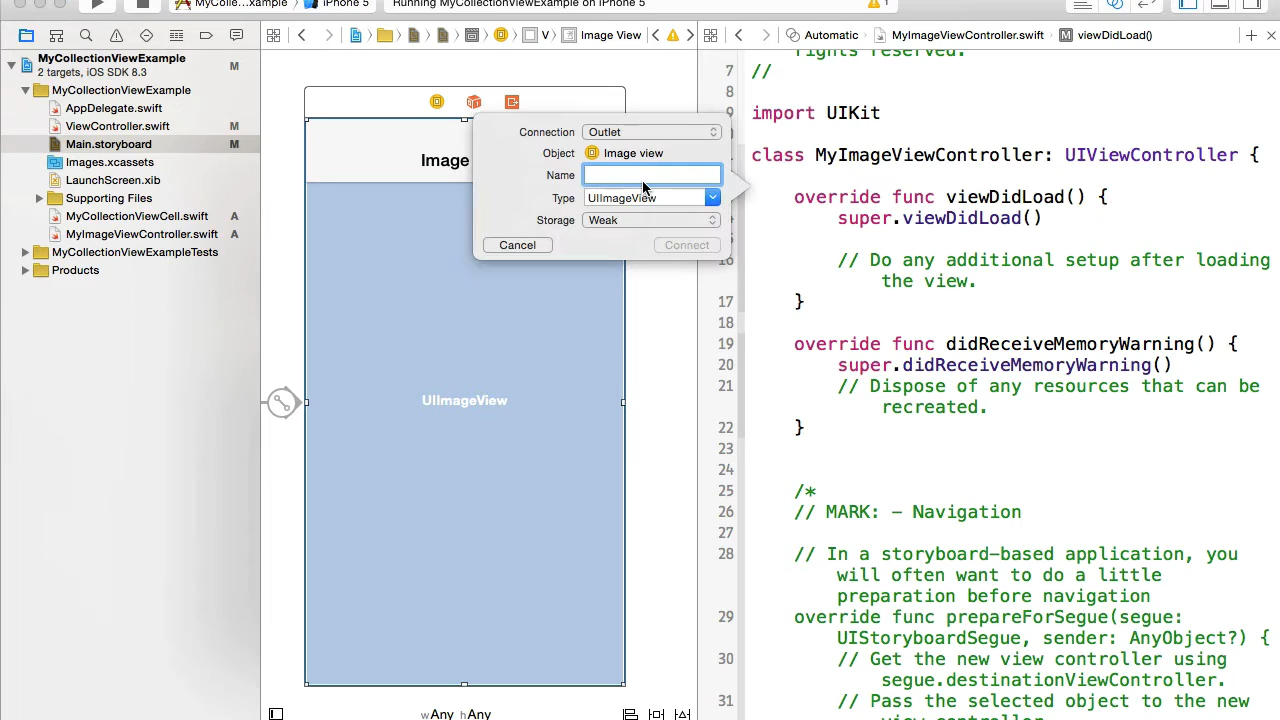 MyColle...xample
iPhone 5
Running MyCollectionViewExample on iPhone 5
1
V
Image View
Automatic
MyImageViewController.swift
viewDidLoad()
MyCollectionViewExample
M
2 targets, iOS SDK 8.3
MyCollectionViewExample
AppDelegate.swift
ViewController.swift
M
Main.storyboard
M
Images.xcassets
LaunchScreen.xib
Supporting Files
MyCollectionViewCell.swift
A
MyImageViewController.swift
A
MyCollectionViewExampleTests
Products
Image
UIImageView
wAny hAny
Connection
Outlet
Object
Image view
Name
Type
UIImageView
Storage
Weak
Cancel
Connect
rights reserved.
7
//
8
9
import UIKit
class MyImageViewController: UIViewController {
override func viewDidLoad() {
super.viewDidLoad()
16
// Do any additional setup after loading
the view.
17
}
18
19
override func didReceiveMemoryWarning() {
20
super.didReceiveMemoryWarning()
21
// Dispose of any resources that can be
recreated.
22
}
23
24
25
/*
26
// MARK: - Navigation
27
28
// In a storyboard-based application, you
will often want to do a little
preparation before navigation
29
override func prepareForSegue(segue:
UIStoryboardSegue, sender: AnyObject?) {
30
// Get the new view controller using
segue.destinationViewController.
31
// Pass the selected object to the new
view controller.